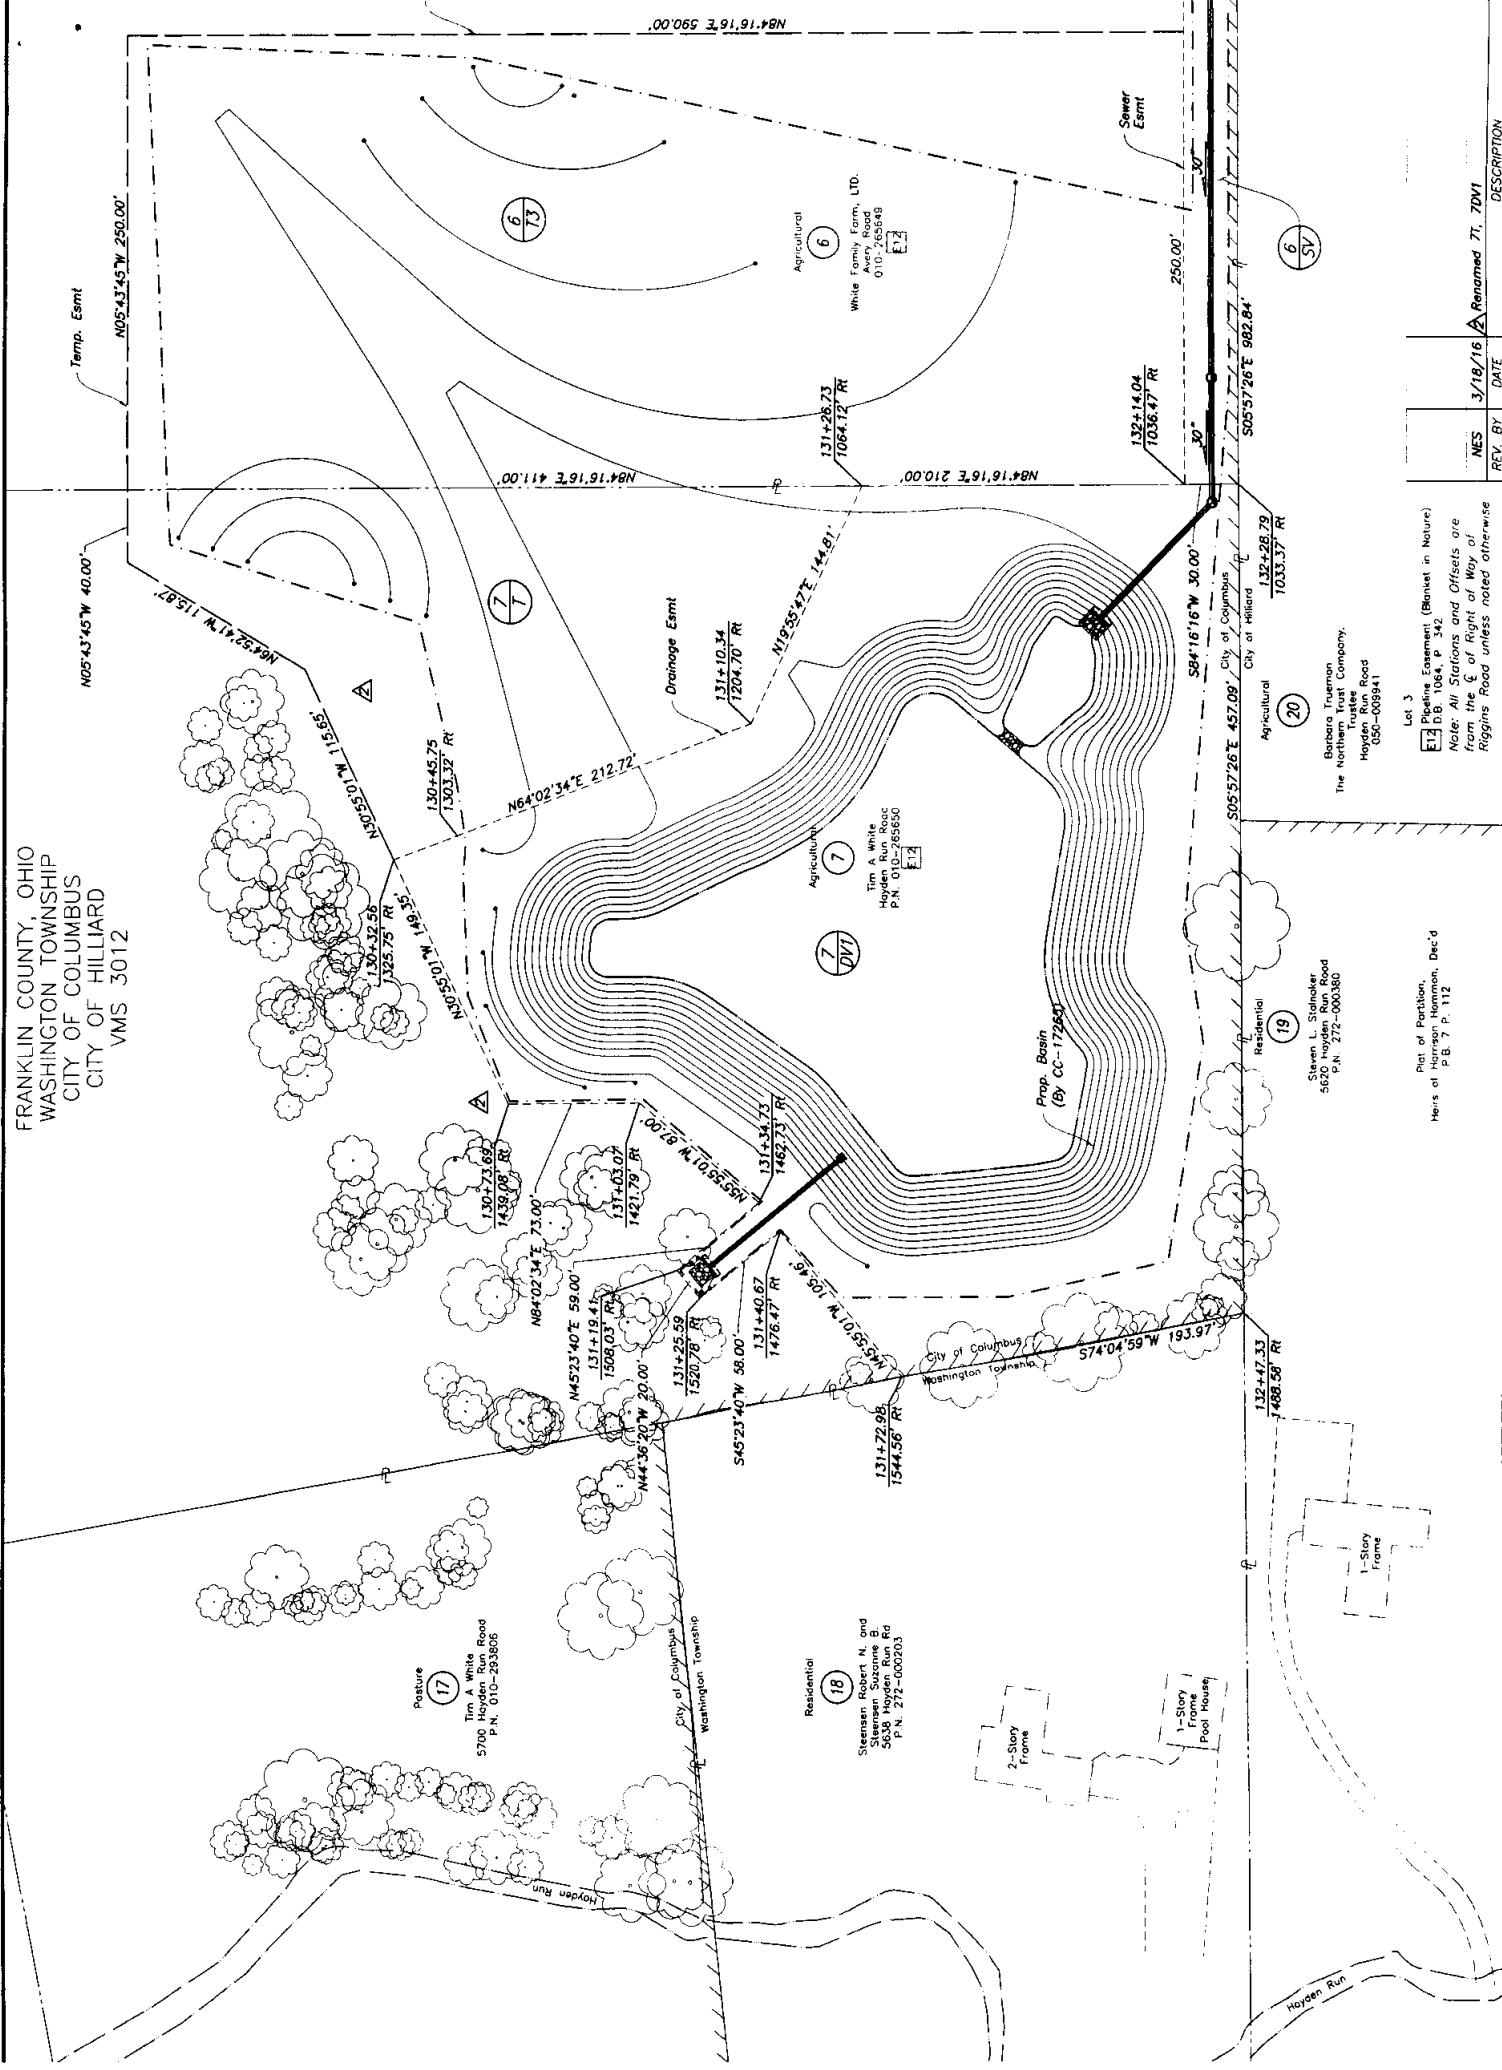 FRANKLIN COUNTY, OHIO
WASHINGTON TOWNSHIP
CITY OF COLUMBUS
CITY OF HILLIARD
VMS 3012
Temp. Esmt
N05°43'45"W 250.00'
N05°43'45"W 40.00'
N64°52'41"W 115.87'
N30°55'01"W 115.65'
N30°55'01"W 149.35'
N84°16'16"E 590.00'
N84°16'16"E 411.00'
N84°16'16"E 210.00'
6
T3
Agricultural
6
White Family Farm, LTD.
Avery Road
010-265649
E12
Sewer
Esmt
30"
250.00'
6
SV
S05°57'26"E 982.84'
131+26.73
1064.12' Rt
132+14.04
1036.47' Rt
30"
132+28.79
1033.37' Rt
S84°16'16"W 30.00'
City of Columbus
City of Hilliard
S05°57'26"E 457.09'
7
T
Drainage Esmt
N19°55'47"E 144.81'
131+10.34
1204.70' Rt
N64°02'34"E 212.72'
130+45.75
1303.32' Rt
130+32.56
1325.75' Rt
2
2
Agricultural
7
Tim A White
Hayden Run Road
P.N. 010-265650
E12
7
DV1
Prop. Basin
(By CC-17265)
130+73.69
1439.08' Rt
131+03.07
1421.79' Rt
N84°02'34"E 73.00'
N55°55'01"W 87.00'
131+34.73
1462.73' Rt
N45°23'40"E 59.00'
131+19.41
1508.03' Rt
N44°36'20"W 20.00'
131+25.59
1520.78' Rt
S45°23'40"W 58.00'
131+40.67
1476.47' Rt
N45°55'01"W 105.46'
131+72.98
1544.56' Rt
City of Columbus
Washington Township
S74°04'59"W 193.97'
132+47.33
1488.58' Rt
Agricultural
20
Barbara Trueman
The Northern Trust Company,
Trustee
Hayden Run Road
050-009941
Residential
19
Steven L. Stalnaker
5620 Hayden Run Road
P.N. 272-000380
Plat of Partition,
Heirs of Harrison Hammon, Dec'd
P.B. 7 P. 112
Lot 3
E12 Pipeline Easement (Blanket in Nature)
D.B. 1064, P 342
Note: All Stations and Offsets are
from the ℄ of Right of Way of
Riggins Road unless noted otherwise
NES 3/18/16 2 Renamed 7T, 7DV1
REV. BY DATE DESCRIPTION
Pasture
17
Tim A White
5700 Hayden Run Road
P.N. 010-293806
City of Columbus
Washington Township
Residential
18
Steensen Robert N. and
Steensen Suzanne B.
5638 Hayden Run Rd
P.N. 272-000203
2-Story
Frame
1-Story
Frame
Pool House
1-Story
Frame
Hayden Run
Hayden Run